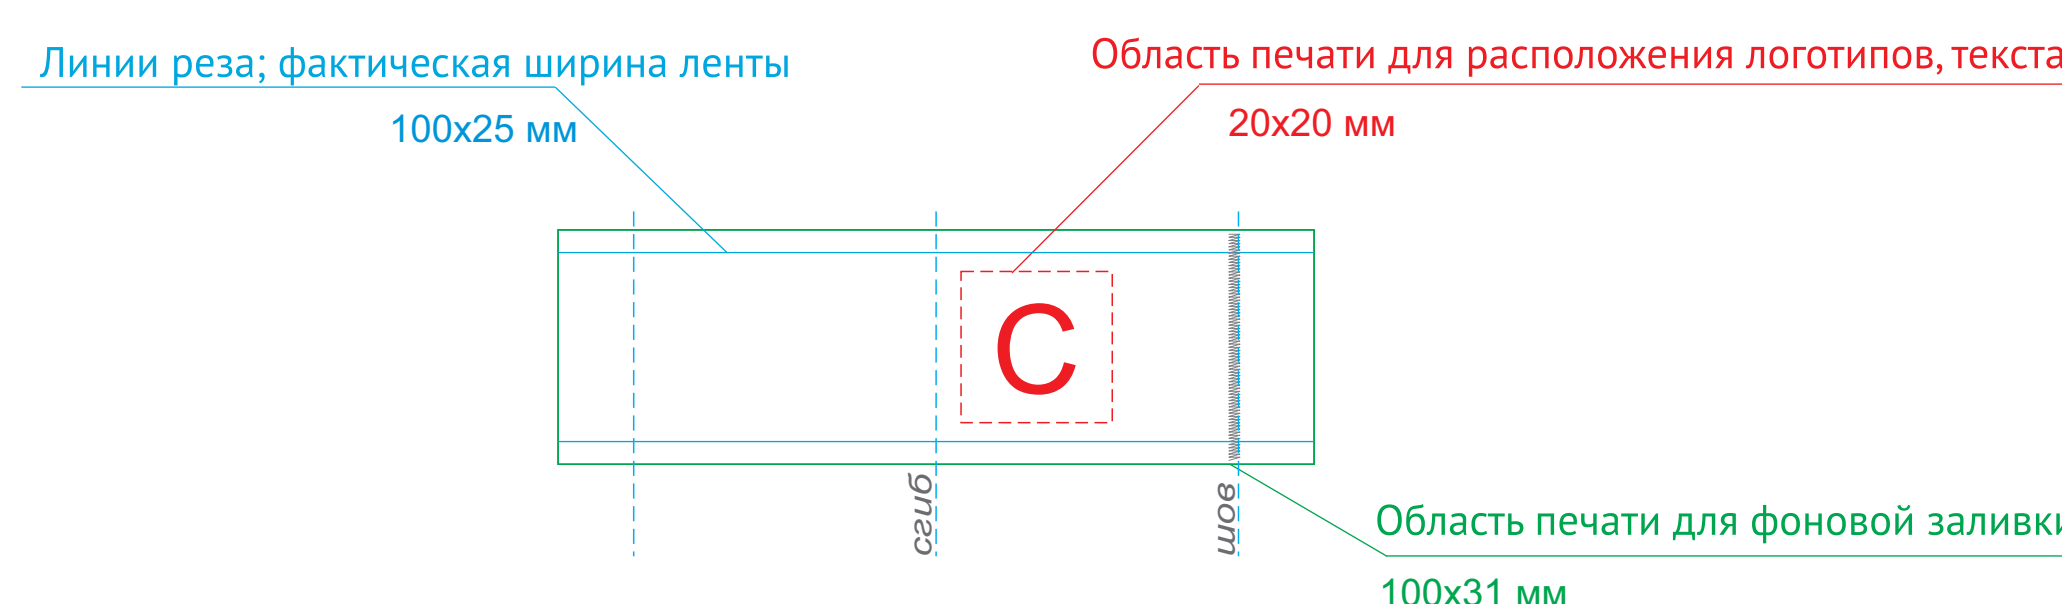 Линии реза; фактическая ширина ленты
100х25 мм
Область печати для расположения логотипов, текста
20х20 мм
С
сгиб
шов
Область печати для фоновой заливки
100х31 мм